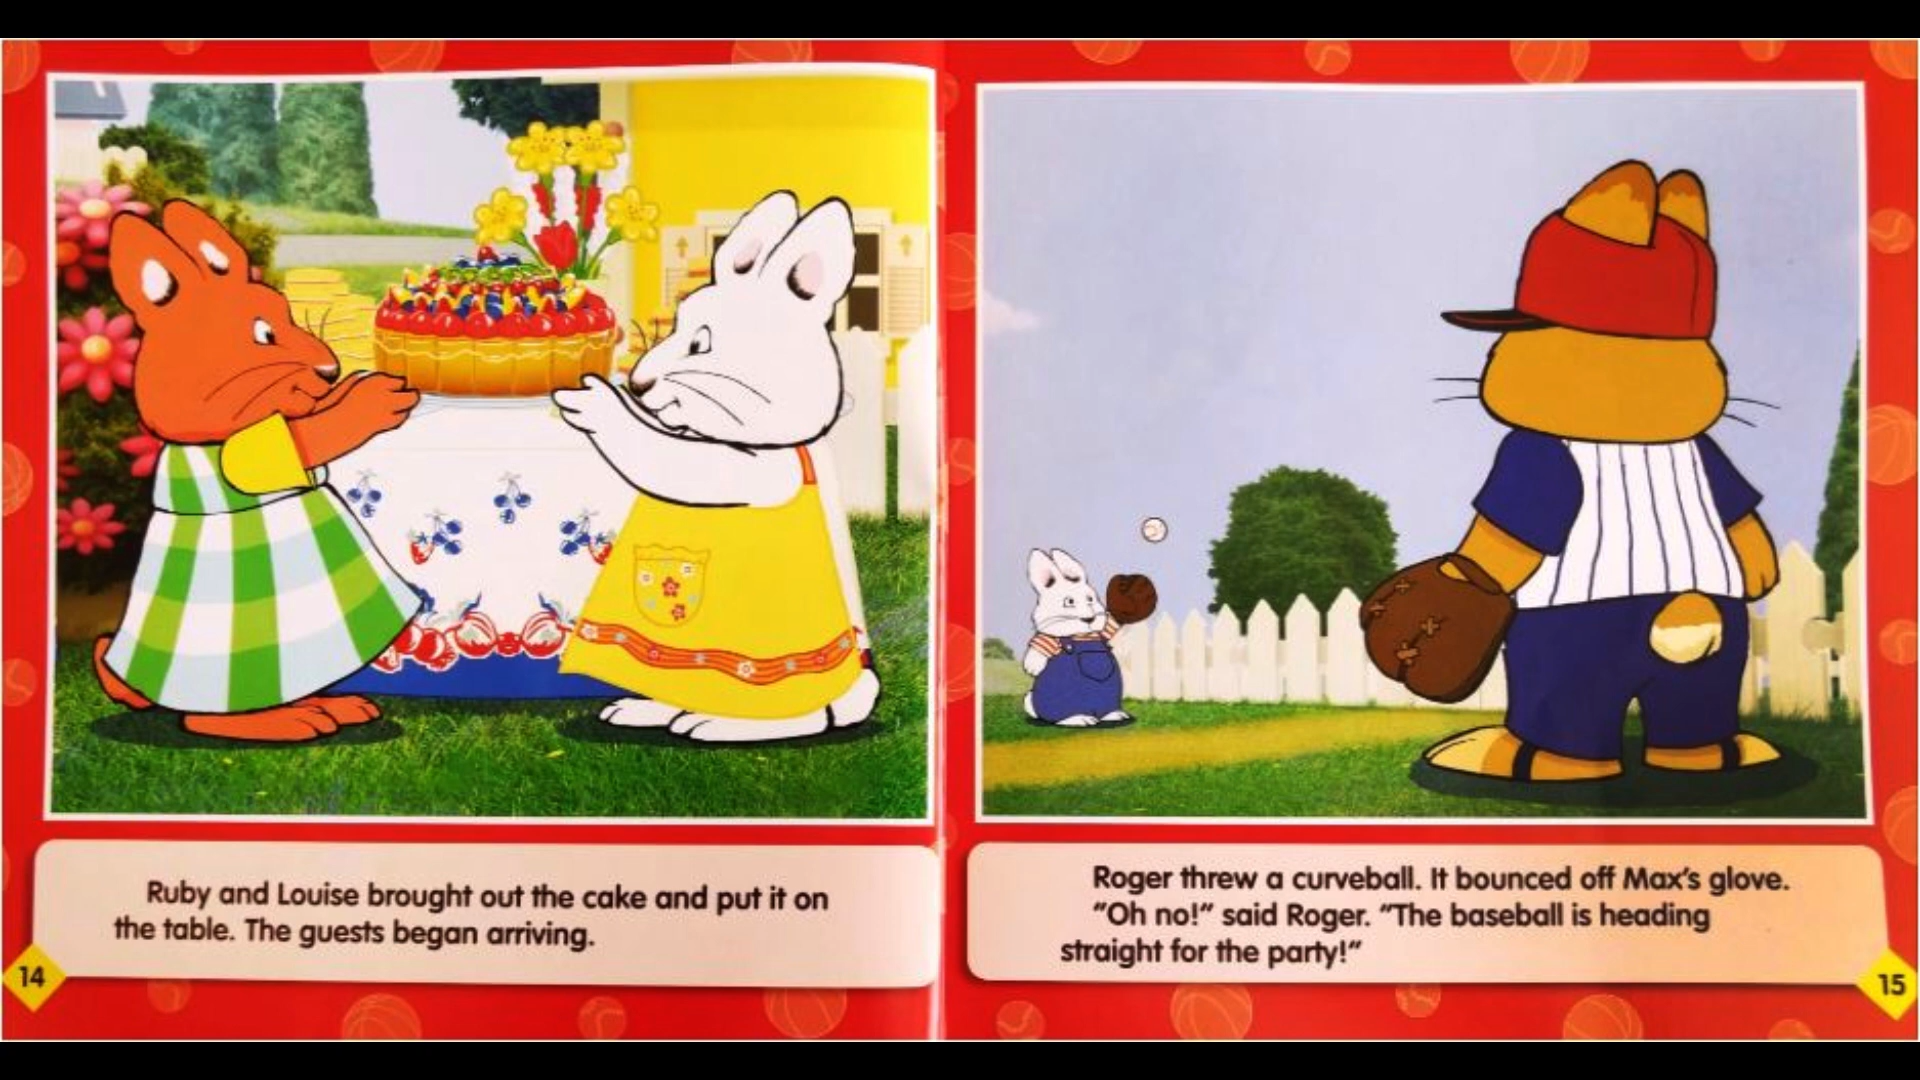 Ruby and Louise brought out the cake and put it on
the table. The guests began arriving.
14
Roger threw a curveball. It bounced off Max's glove.
"Oh no!" said Roger. "The baseball is heading
straight for the party!"
15